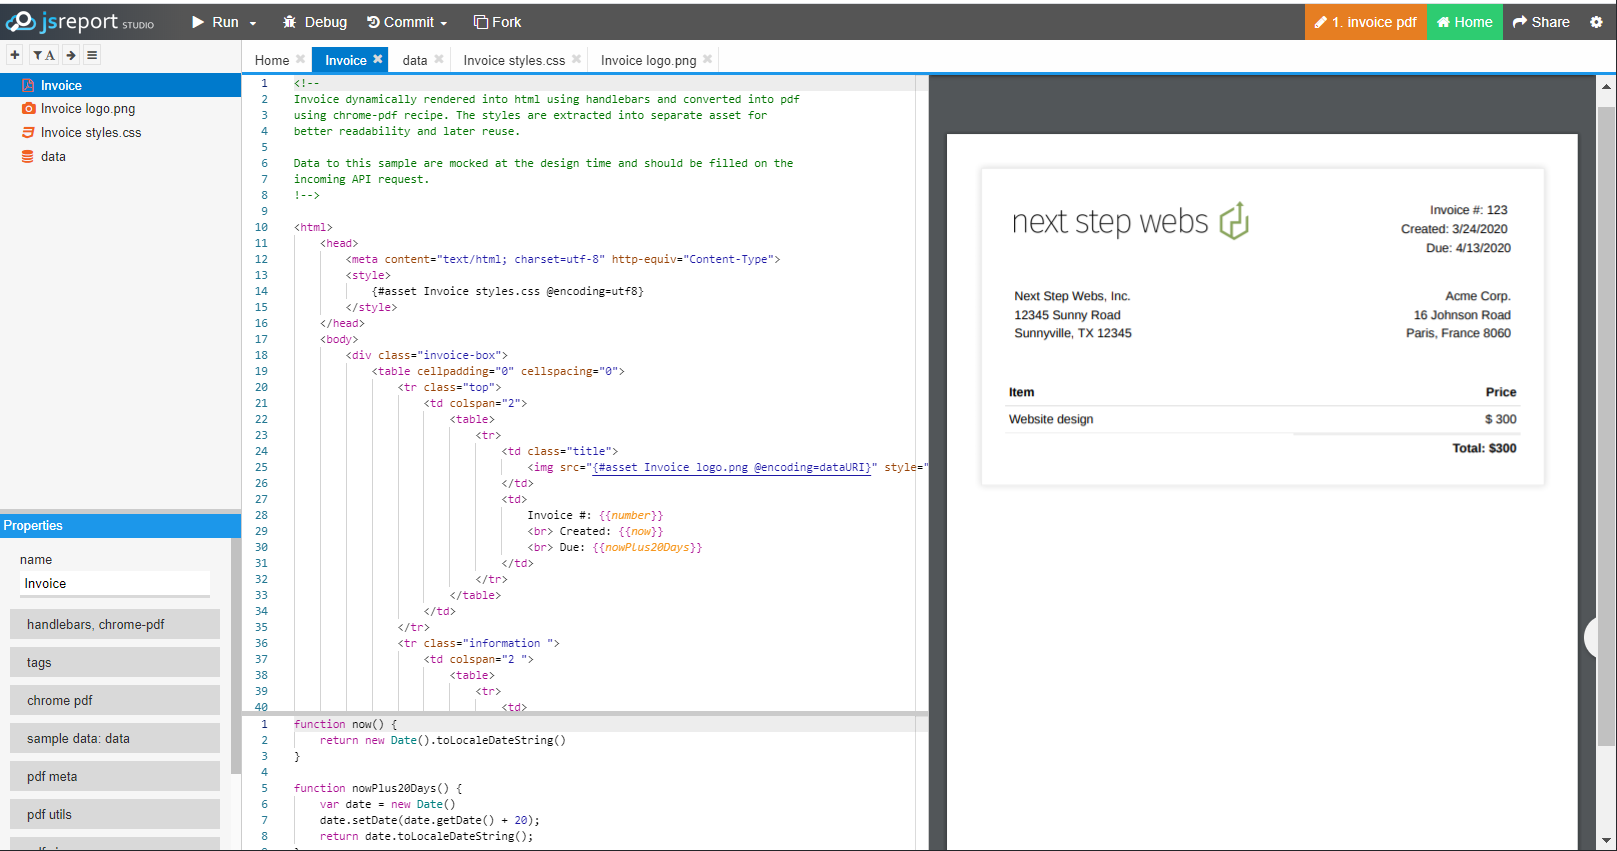 jsreport STUDIO Run Debug Commit Fork 1. invoice pdf Home Share
A
Home Invoice data Invoice styles.css Invoice logo.png
Invoice
Invoice logo.png
Invoice styles.css
data
Properties
name
Invoice
handlebars, chrome-pdf
tags
chrome pdf
sample data: data
pdf meta
pdf utils
1 <!--
2 Invoice dynamically rendered into html using handlebars and converted into pdf
3 using chrome-pdf recipe. The styles are extracted into separate asset for
4 better readability and later reuse.
5
6 Data to this sample are mocked at the design time and should be filled on the
7 incoming API request.
8 !-->
9
10 <html>
11 <head>
12 <meta content="text/html; charset=utf-8" http-equiv="Content-Type">
13 <style>
14 {#asset Invoice styles.css @encoding=utf8}
15 </style>
16 </head>
17 <body>
18 <div class="invoice-box">
19 <table cellpadding="0" cellspacing="0">
20 <tr class="top">
21 <td colspan="2">
22 <table>
23 <tr>
24 <td class="title">
25 <img src="{#asset Invoice logo.png @encoding=dataURI}" style="
26 </td>
27 <td>
28 Invoice #: {{number}}
29 <br> Created: {{now}}
30 <br> Due: {{nowPlus20Days}}
31 </td>
32 </tr>
33 </table>
34 </td>
35 </tr>
36 <tr class="information ">
37 <td colspan="2 ">
38 <table>
39 <tr>
40 <td>
1 function now() {
2 return new Date().toLocaleDateString()
3 }
4
5 function nowPlus20Days() {
6 var date = new Date()
7 date.setDate(date.getDate() + 20);
8 return date.toLocaleDateString();
next step webs
Invoice #: 123
Created: 3/24/2020
Due: 4/13/2020
Next Step Webs, Inc.
12345 Sunny Road
Sunnyville, TX 12345
Acme Corp.
16 Johnson Road
Paris, France 8060
Item Price
Website design $ 300
Total: $300